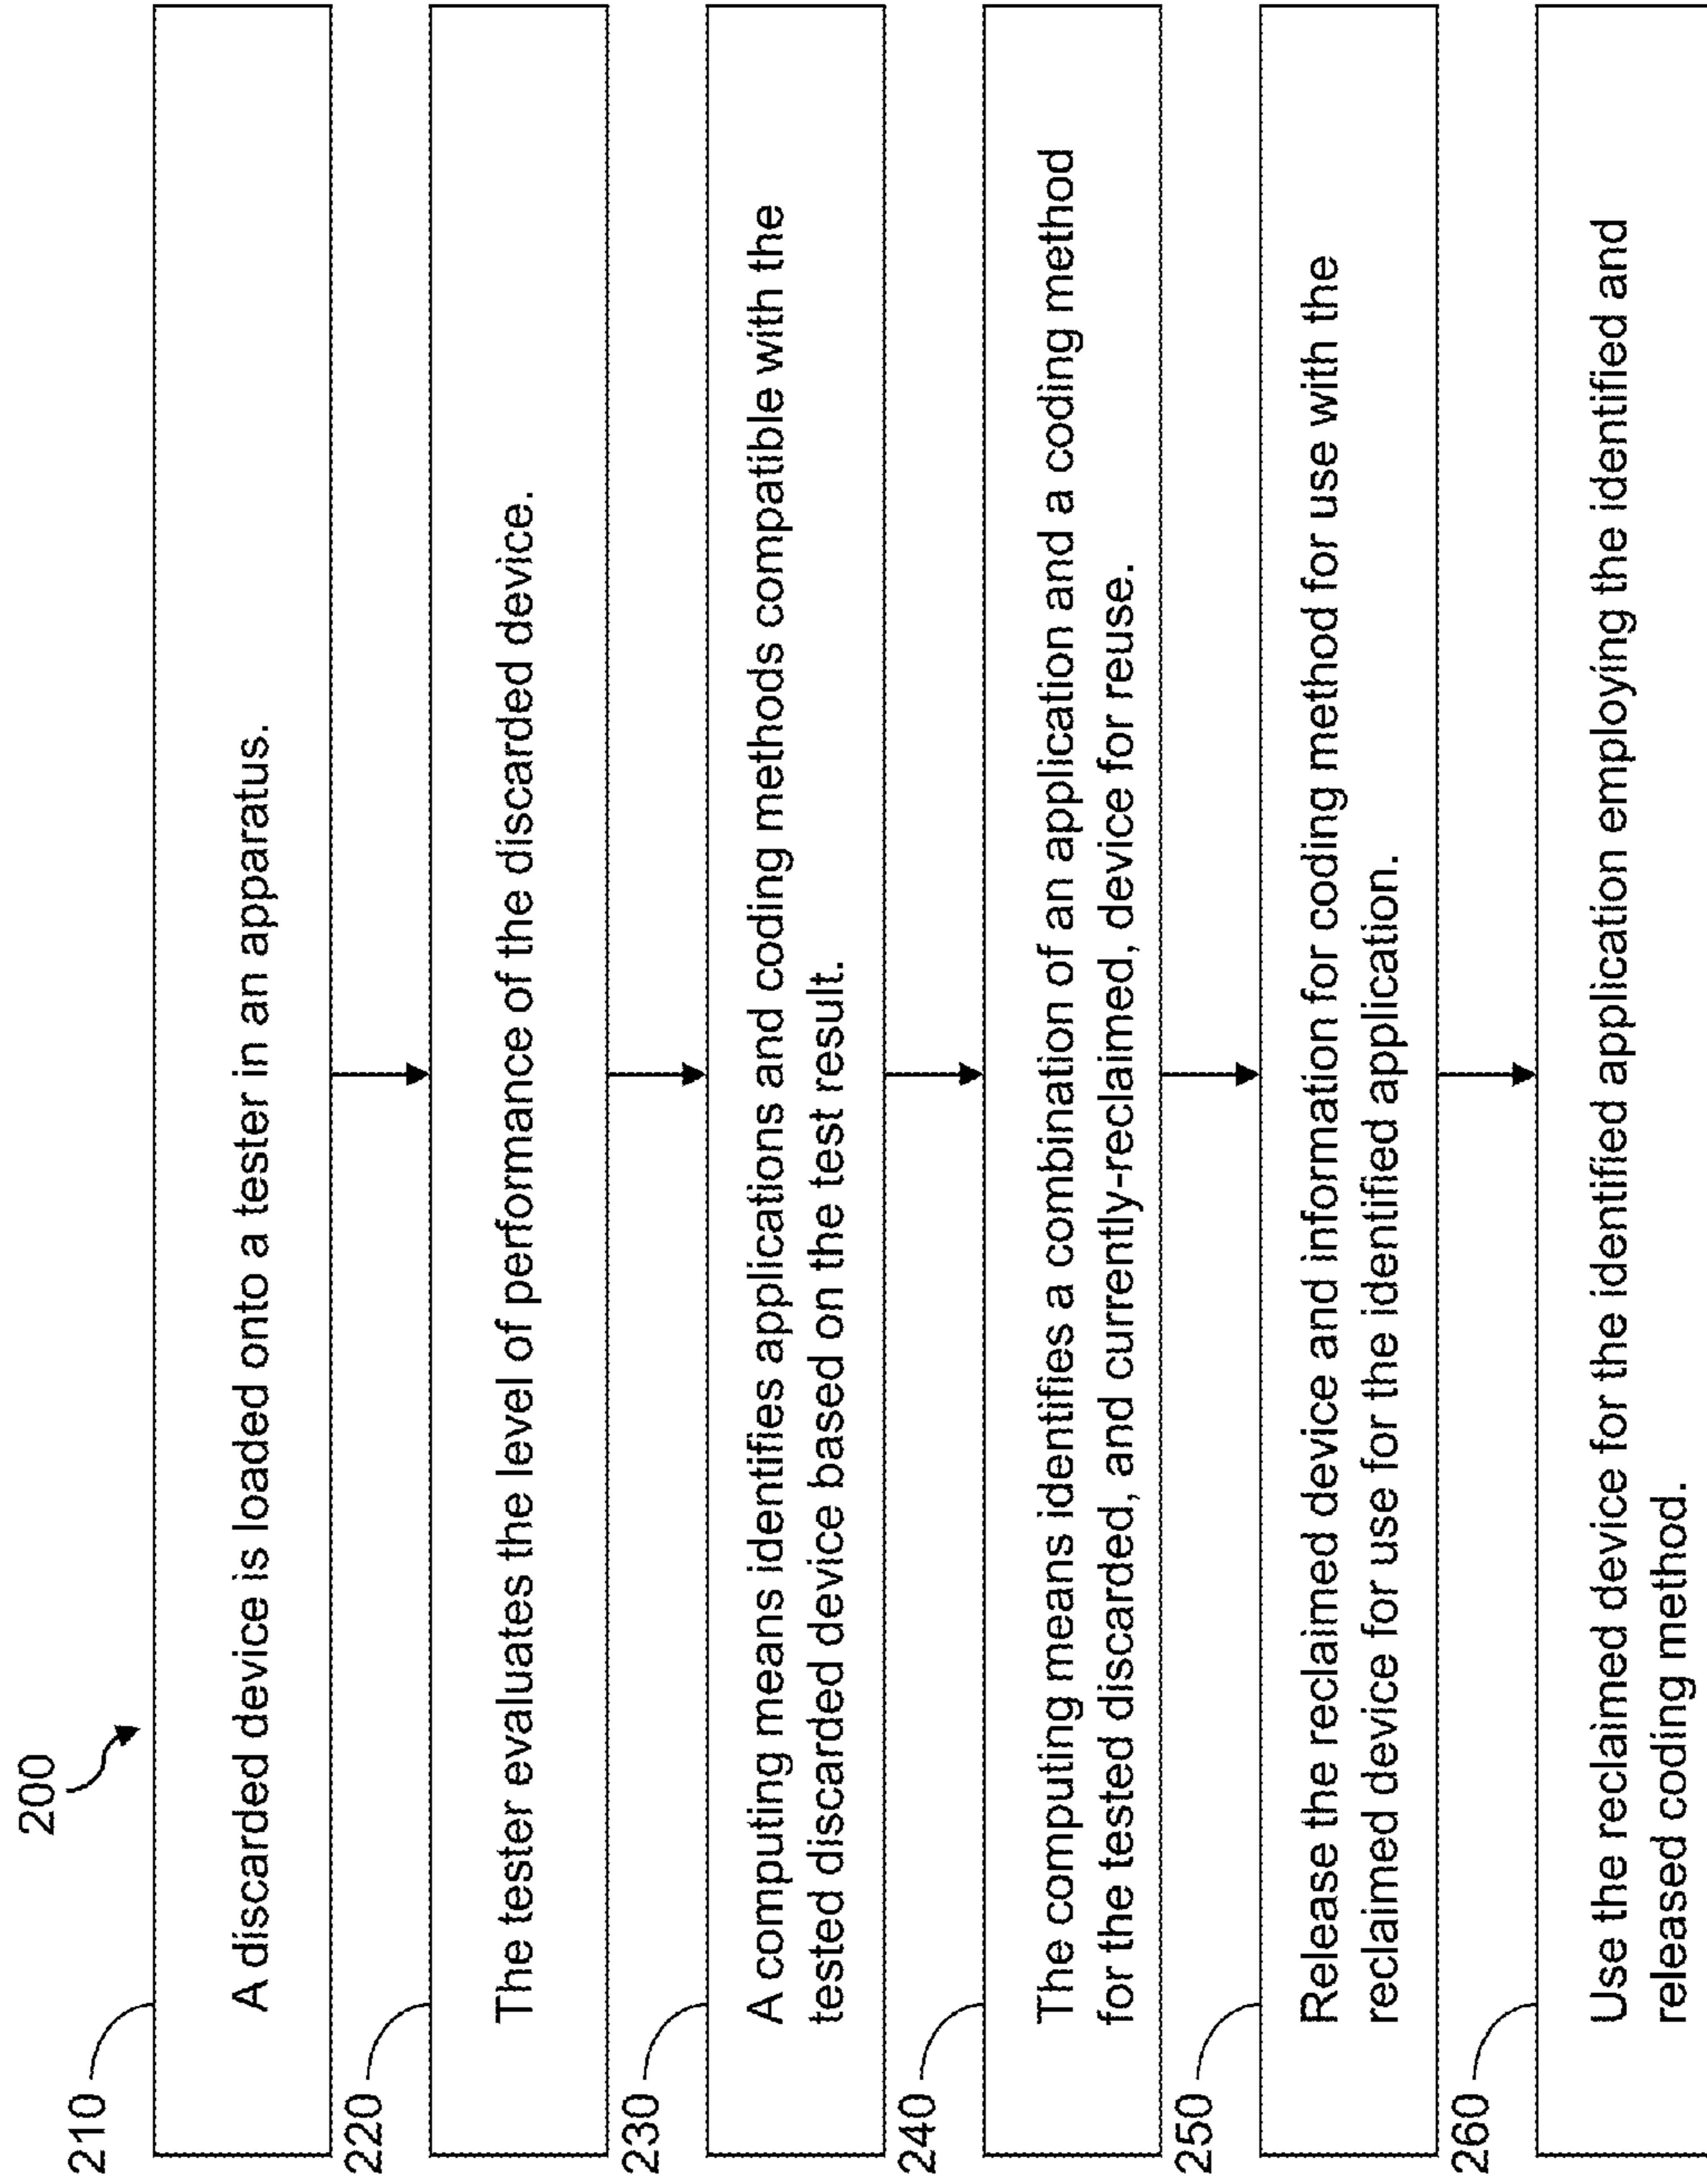 200
210
A discarded device is loaded onto a tester in an apparatus.
220
The tester evaluates the level of performance of the discarded device.
230
A computing means identifies applications and coding methods compatible with the
tested discarded device based on the test result.
240
The computing means identifies a combination of an application and a coding method
for the tested discarded, and currently-reclaimed, device for reuse.
250
Release the reclaimed device and information for coding method for use with the
reclaimed device for use for the identified application.
260
Use the reclaimed device for the identified application employing the identified and
released coding method.